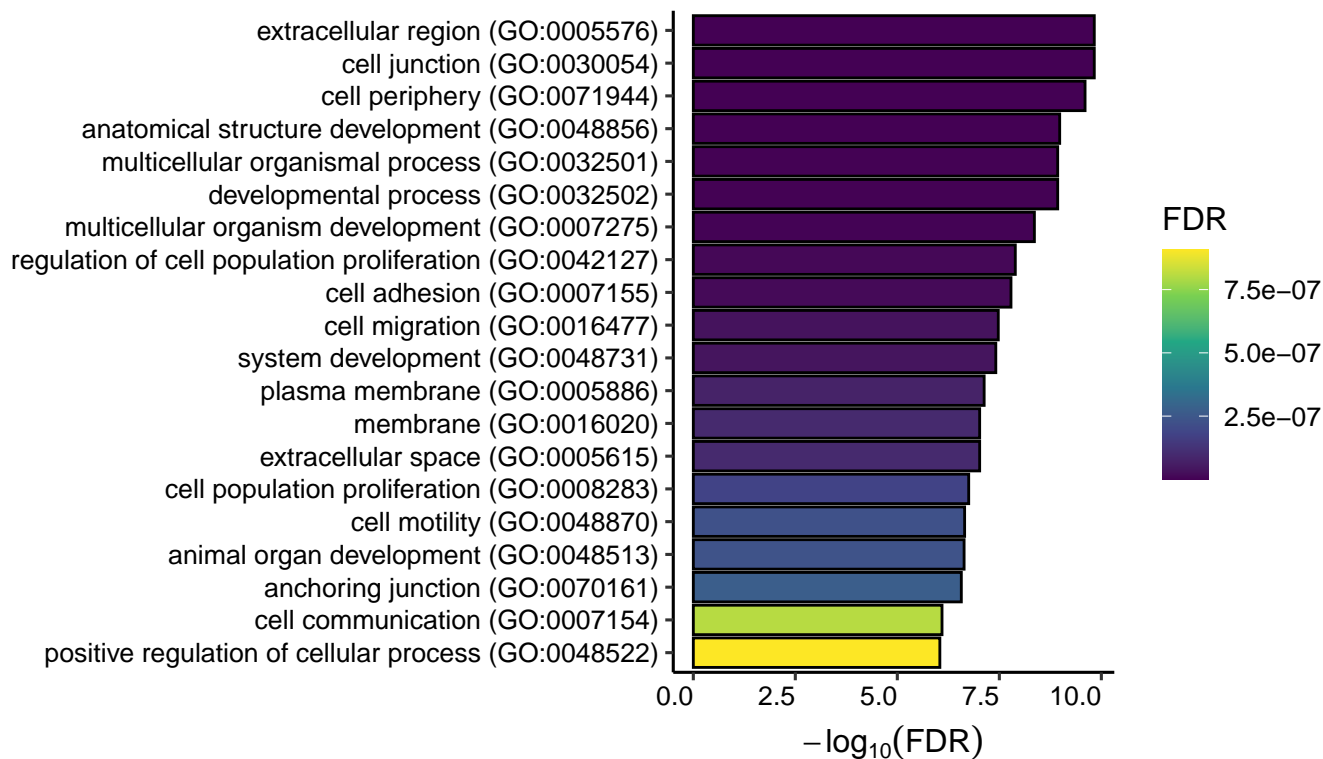 extracellular region (GO:0005576)
cell junction (GO:0030054)
cell periphery (GO:0071944)
anatomical structure development (GO:0048856)
multicellular organismal process (GO:0032501)
developmental process (GO:0032502)
multicellular organism development (GO:0007275)
regulation of cell population proliferation (GO:0042127)
cell adhesion (GO:0007155)
cell migration (GO:0016477)
system development (GO:0048731)
plasma membrane (GO:0005886)
membrane (GO:0016020)
extracellular space (GO:0005615)
cell population proliferation (GO:0008283)
cell motility (GO:0048870)
animal organ development (GO:0048513)
anchoring junction (GO:0070161)
cell communication (GO:0007154)
positive regulation of cellular process (GO:0048522)
0.0 2.5 5.0 7.5 10.0
−log₁₀(FDR)
FDR
7.5e−07
5.0e−07
2.5e−07